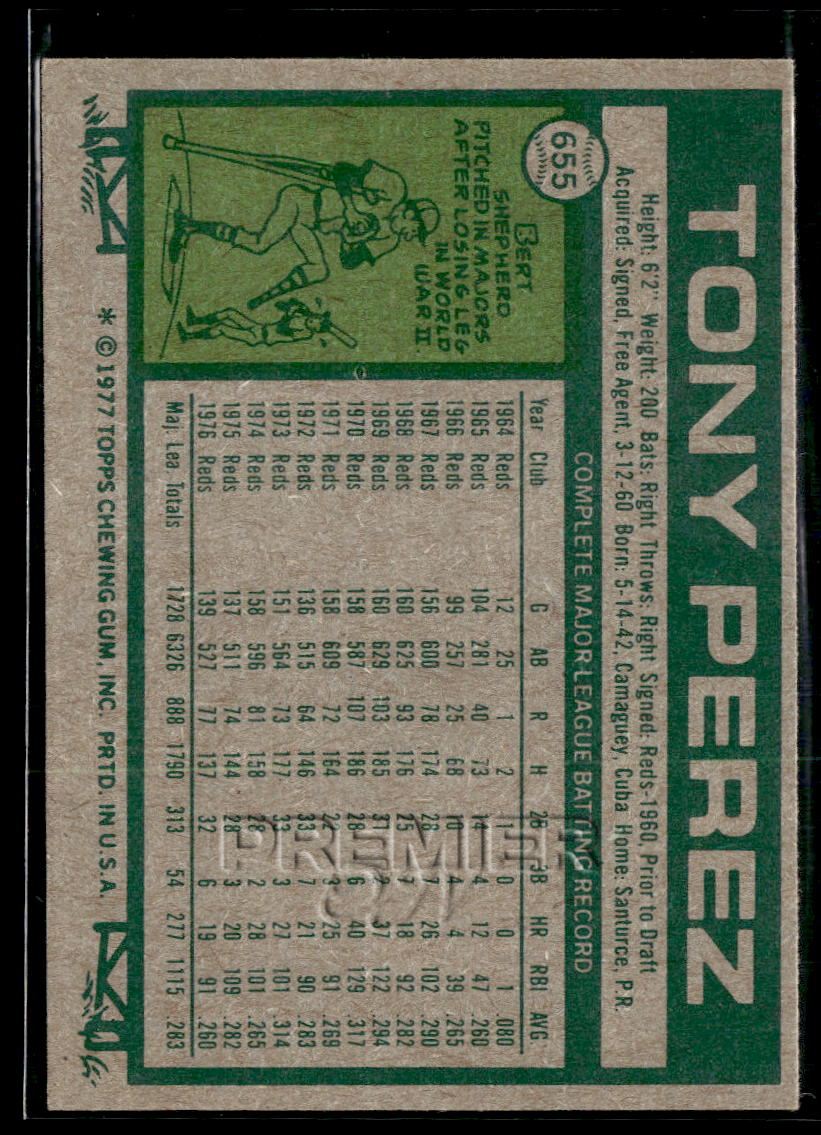 TONY PEREZ
655
Height: 6'2" Weight: 200 Bats: Right Throws: Right Signed: Reds-1960, Prior to Draft
Acquired: Signed, Free Agent, 3-12-60 Born: 5-14-42, Camaguey, Cuba Home: Santurce, P.R.
BERT
SHEPHERD
PITCHED IN MAJORS
AFTER LOSING LEG
IN WORLD
WAR II.
COMPLETE MAJOR LEAGUE BATTING RECORD
Year Club G AB R H 2B 3B HR RBI AVG
1964 Reds 12 25 1 2 1 0 0 1 .080
1965 Reds 104 281 40 73 14 4 12 47 .260
1966 Reds 99 257 25 68 10 4 4 39 .265
1967 Reds 156 600 78 174 28 7 26 102 .290
1968 Reds 160 625 93 176 25 7 18 92 .282
1969 Reds 160 629 103 185 31 2 37 122 .294
1970 Reds 158 587 107 186 28 6 40 129 .317
1971 Reds 158 609 72 164 22 3 25 91 .269
1972 Reds 136 515 64 146 33 7 21 90 .283
1973 Reds 151 564 73 177 33 3 27 101 .314
1974 Reds 158 596 81 158 28 2 28 101 .265
1975 Reds 137 511 74 144 28 3 20 109 .282
1976 Reds 139 527 77 137 32 6 19 91 .260
Maj. Lea. Totals 1728 6326 888 1790 313 54 277 1115 .283
* © 1977 TOPPS CHEWING GUM, INC. PRTD. IN U.S.A.
PREMIER